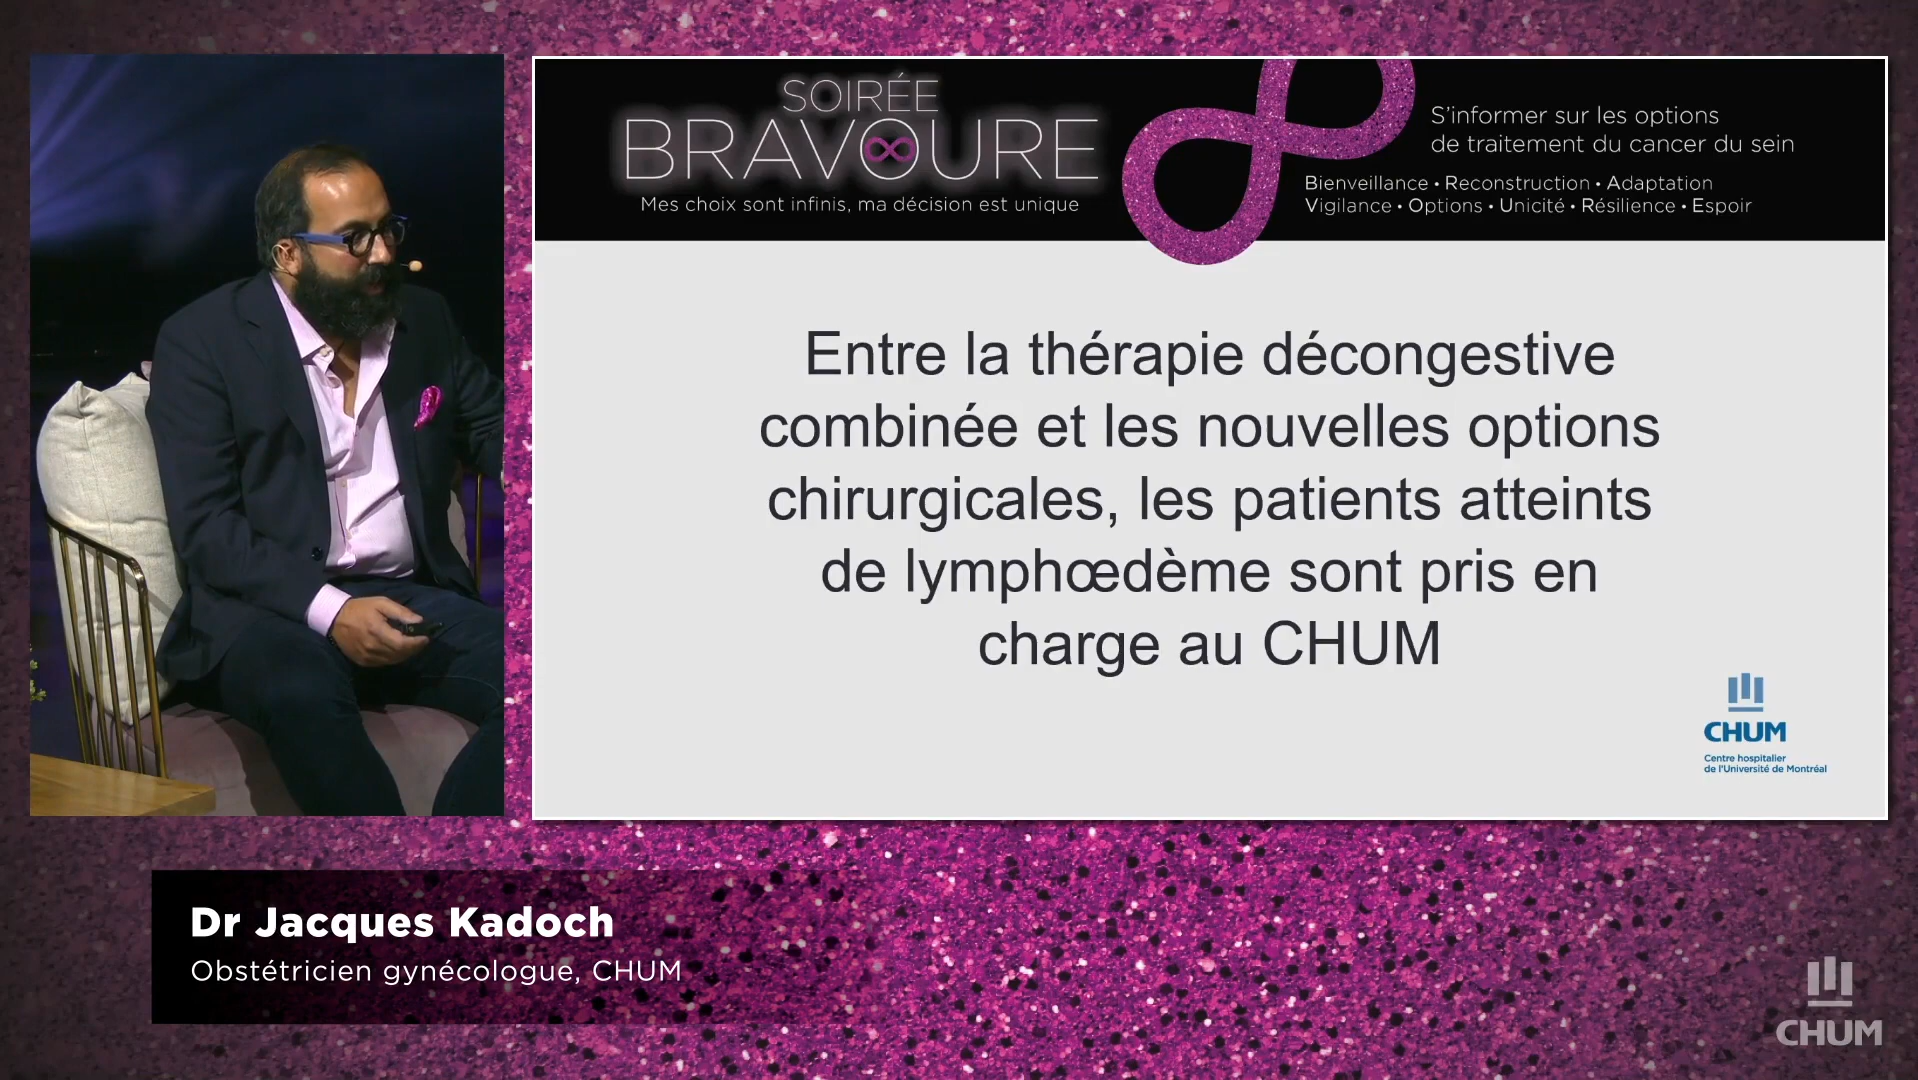 SOIRÉE
BRAVOURE
Mes choix sont infinis, ma décision est unique
S'informer sur les options
de traitement du cancer du sein
Bienveillance • Reconstruction • Adaptation
Vigilance • Options • Unicité • Résilience • Espoir
Entre la thérapie décongestive
combinée et les nouvelles options
chirurgicales, les patients atteints
de lymphœdème sont pris en
charge au CHUM
CHUM
Centre hospitalier
de l'Université de Montréal
Dr Jacques Kadoch
Obstétricien gynécologue, CHUM
CHUM